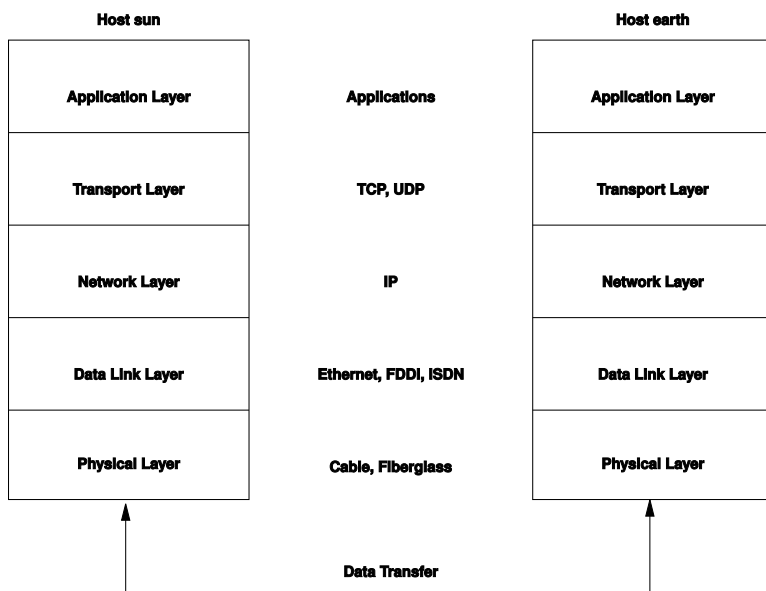 Host sun
Host earth
Application Layer
Applications
Application Layer
Transport Layer
TCP, UDP
Transport Layer
Network Layer
IP
Network Layer
Data Link Layer
Ethernet, FDDI, ISDN
Data Link Layer
Physical Layer
Cable, Fiberglass
Physical Layer
Data Transfer